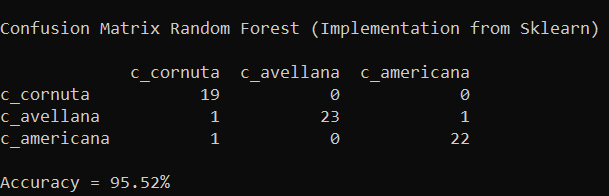 Confusion Matrix Random Forest (Implementation from Sklearn)
c_cornuta c_avellana c_americana
c_cornuta 19 0 0
c_avellana 1 23 1
c_americana 1 0 22
Accuracy = 95.52%